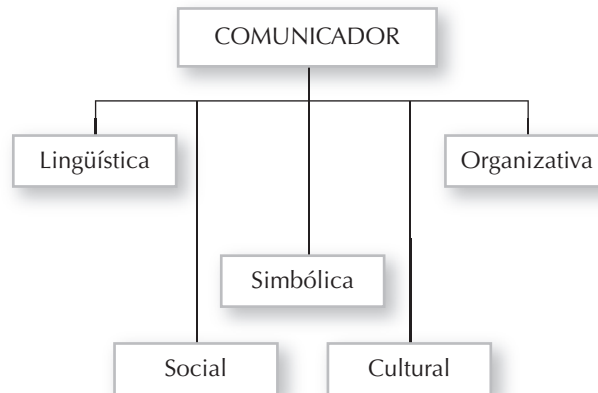 COMUNICADOR
Lingüística
Organizativa
Simbólica
Social
Cultural